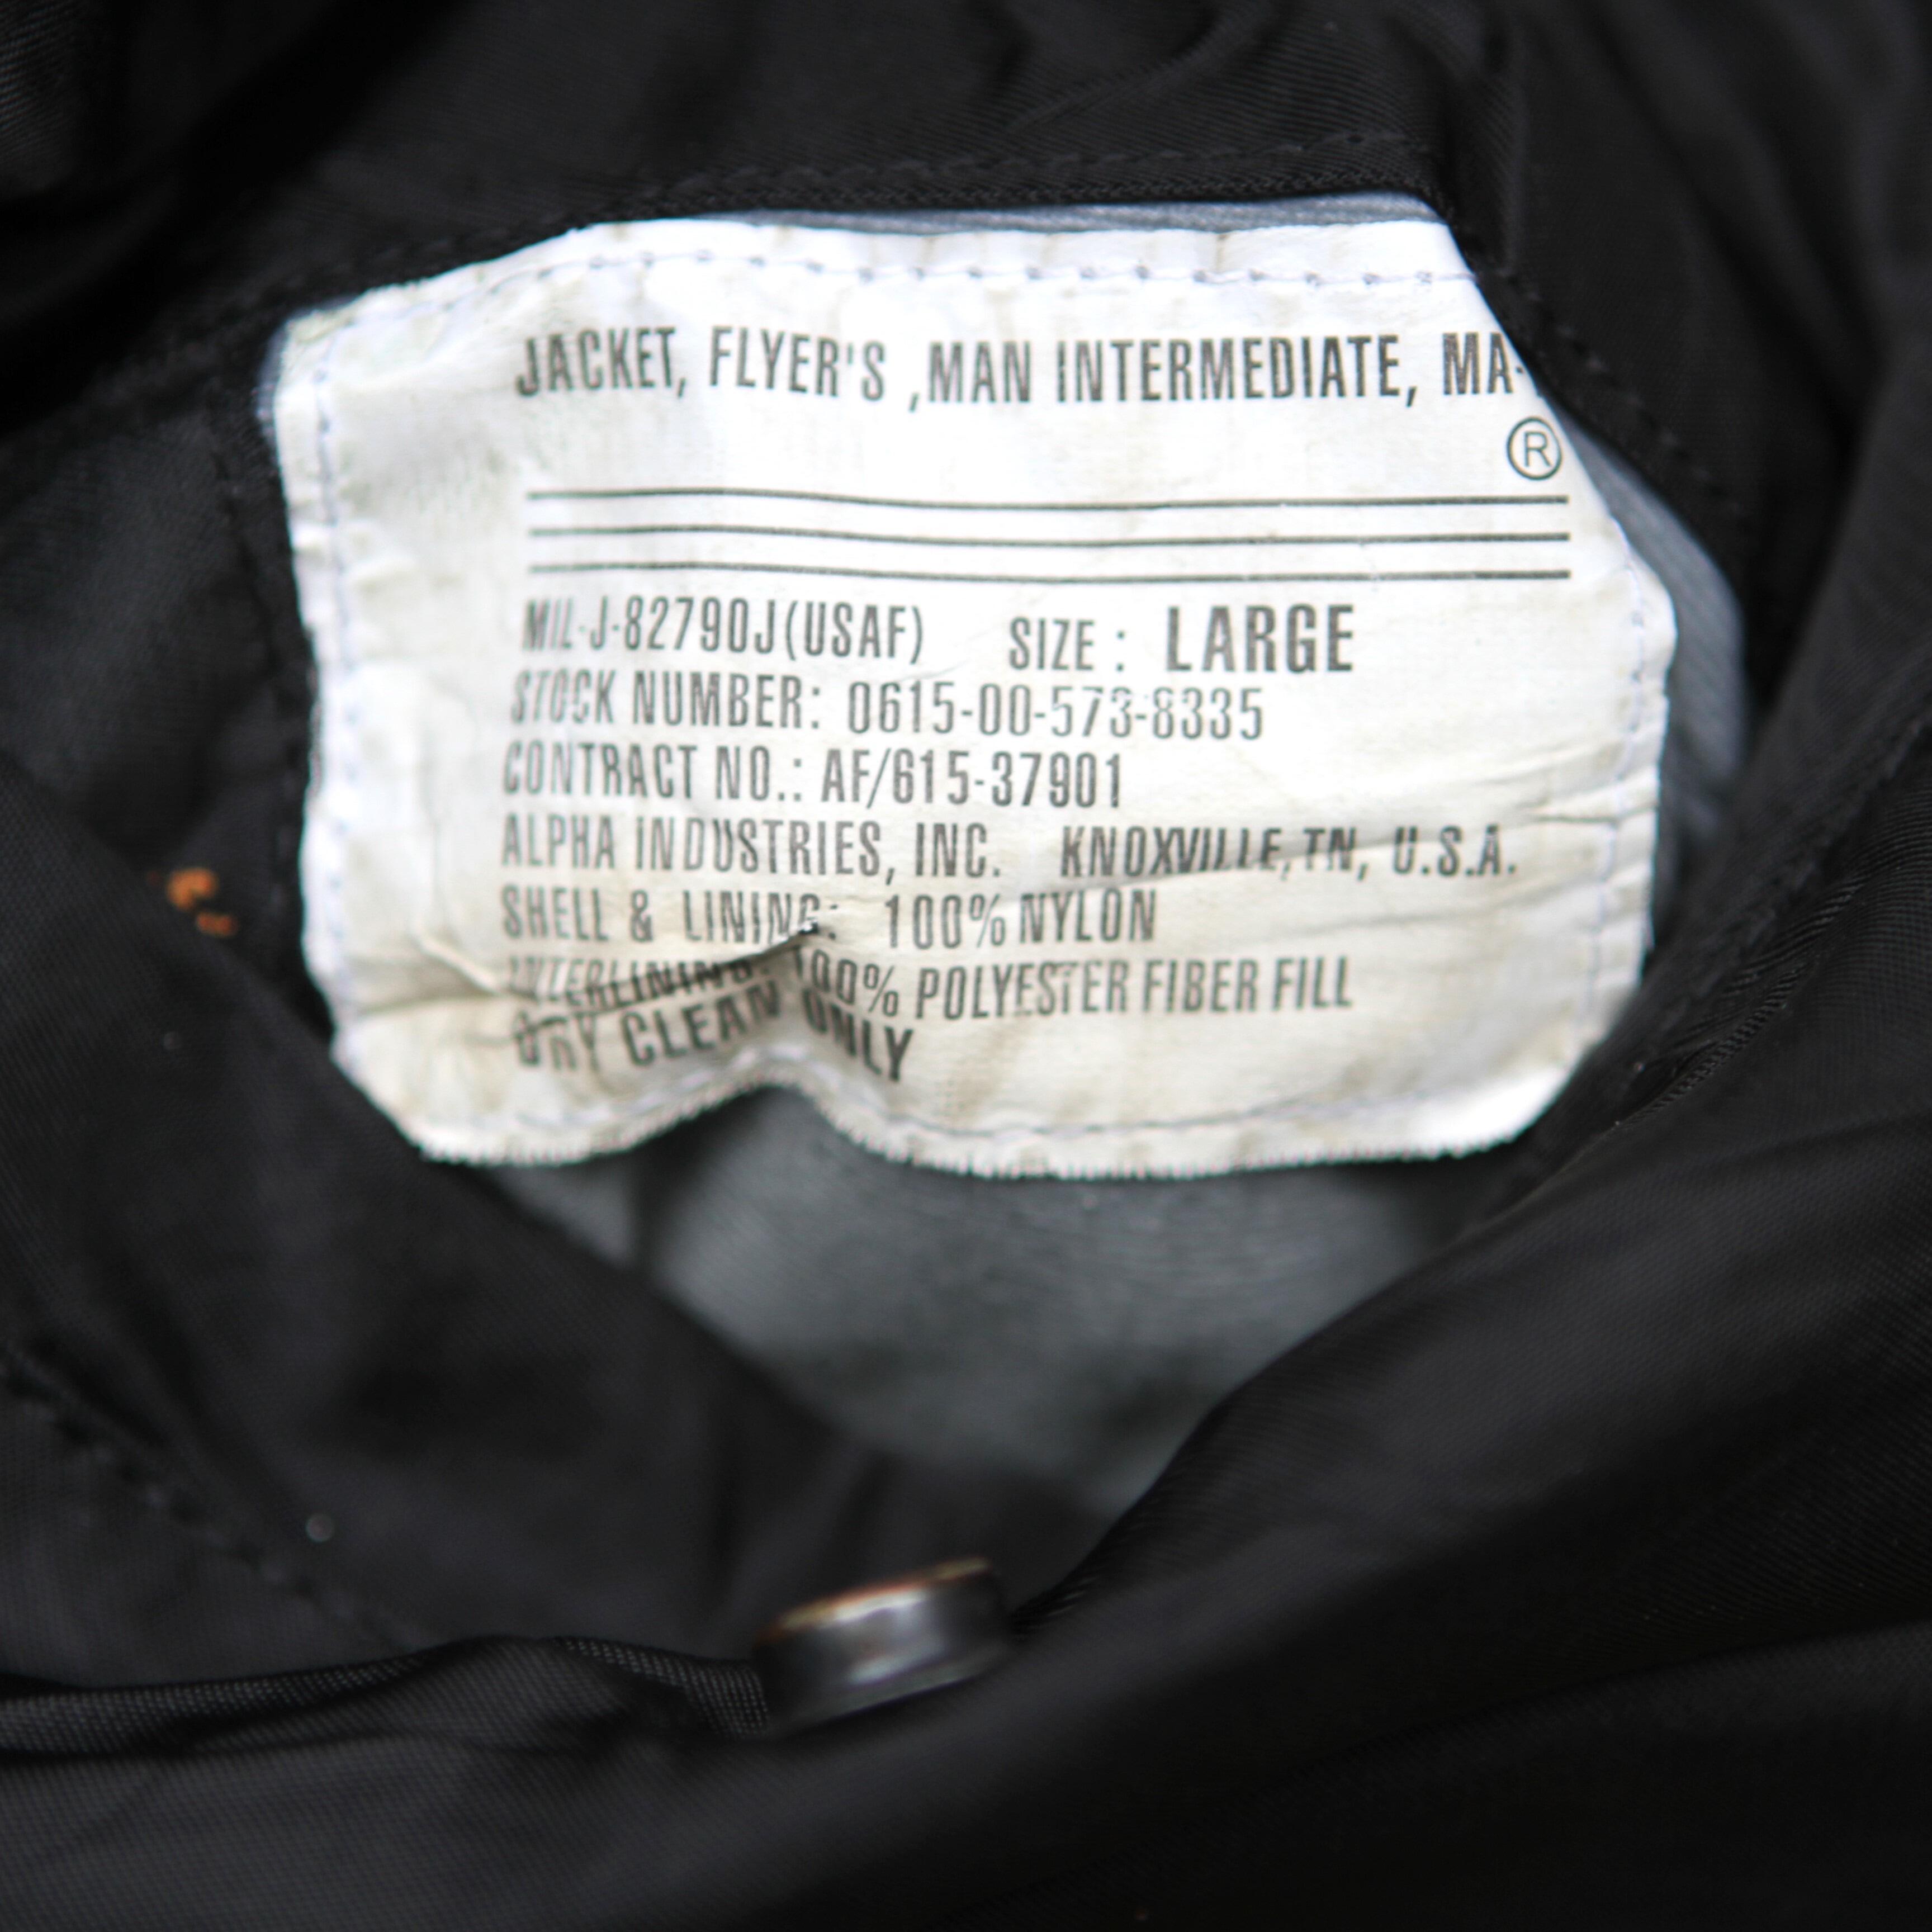 JACKET, FLYER'S ,MAN INTERMEDIATE, MA-
®
MIL-J-82790J(USAF) SIZE : LARGE
STOCK NUMBER: 0615-00-573-8335
CONTRACT NO.: AF/615-37901
ALPHA INDUSTRIES, INC. KNOXVILLE,TN, U.S.A.
SHELL & LINING: 100% NYLON
INTERLINING: 100% POLYESTER FIBER FILL
DRY CLEAN ONLY